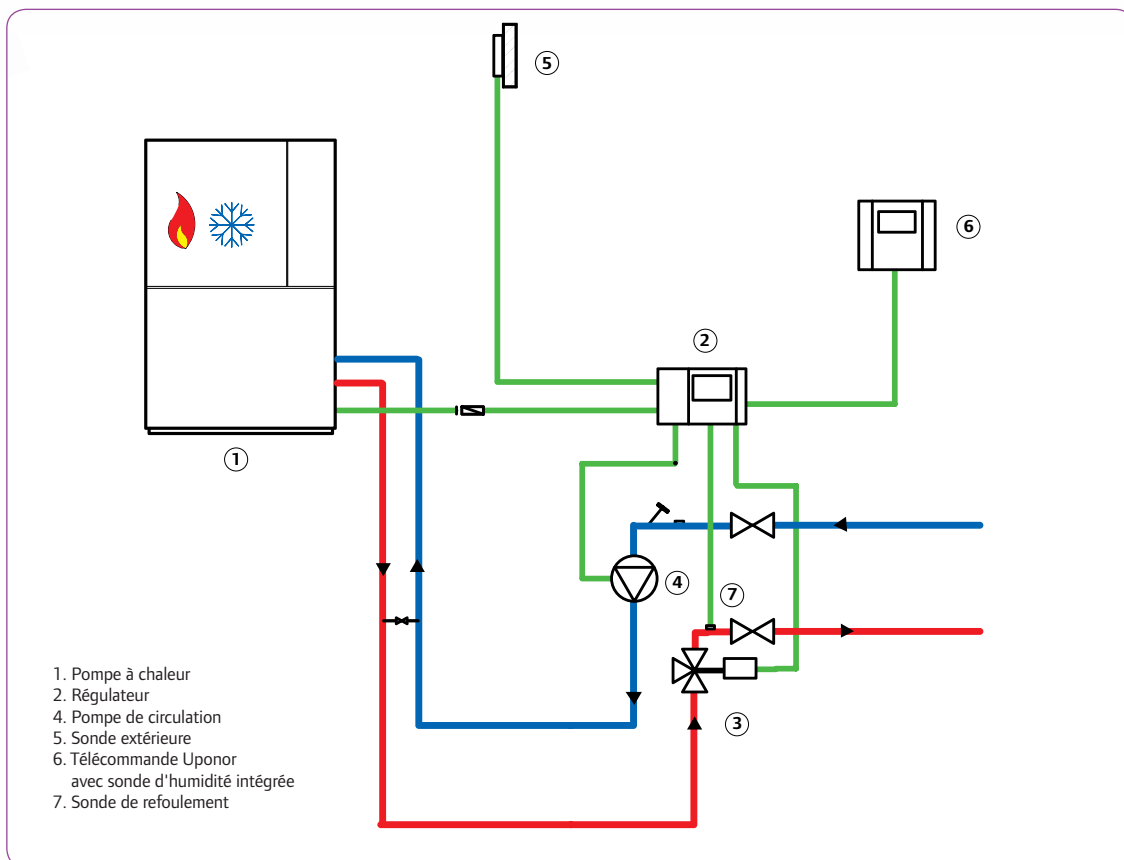 5
6
2
1
4
7
3
1. Pompe à chaleur
2. Régulateur
4. Pompe de circulation
5. Sonde extérieure
6. Télécommande Uponor
avec sonde d'humidité intégrée
7. Sonde de refoulement